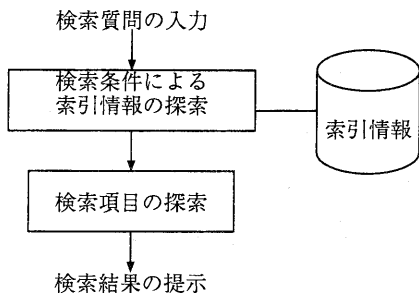 検索質問の入力
検索条件による
索引情報の探索
索引情報
検索項目の探索
検索結果の提示